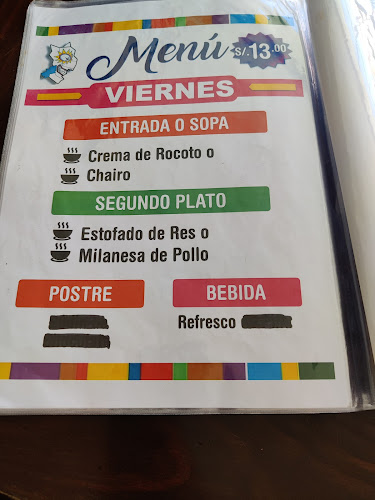 Menú
S/. 13.00
VIERNES
ENTRADA O SOPA
Crema de Rocoto o
Chairo
SEGUNDO PLATO
Estofado de Res o
Milanesa de Pollo
POSTRE
BEBIDA
Refresco